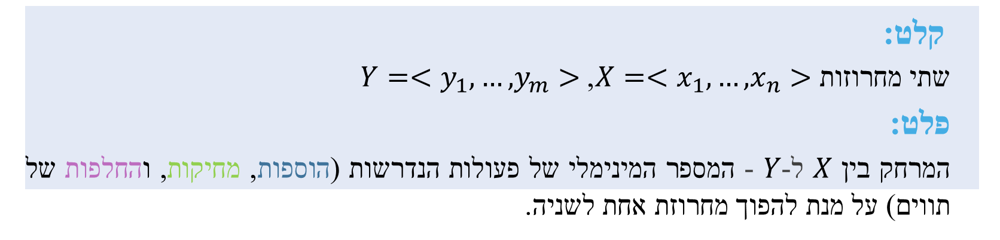 קלט:
שתי מחרוזות X =< x₁, … ,xₙ >, Y =< y₁, … ,yₘ >
פלט:
המרחק בין X ל-Y - המספר המינימלי של פעולות הנדרשות (הוספות, מחיקות, והחלפות של
תווים) על מנת להפוך מחרוזת אחת לשניה.